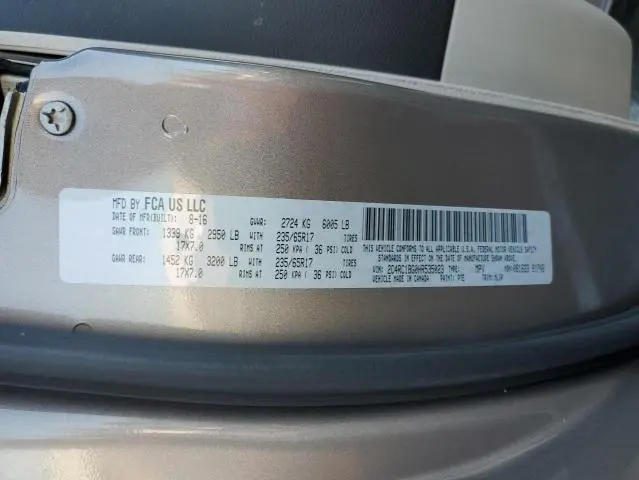 MFD BY FCA US LLC
DATE OF MFR(BUILT): 8-16 GVWR: 2724 KG 6005 LB
GAWR FRONT: 1339 KG 2950 LB WITH 235/65R17 TIRES
17X7.0 RIMS AT 250 KPA ( 36 PSI) COLD
GAWR REAR: 1452 KG 3200 LB WITH 235/65R17 TIRES
17X7.0 RIMS AT 250 KPA ( 36 PSI) COLD
THIS VEHICLE CONFORMS TO ALL APPLICABLE U.S.A. FEDERAL MOTOR VEHICLE SAFETY
STANDARDS IN EFFECT ON THE DATE OF MANUFACTURE SHOWN ABOVE.
VIN: TYPE: MPV MDH:
VEHICLE MADE IN CANADA PAINT: TRIM: